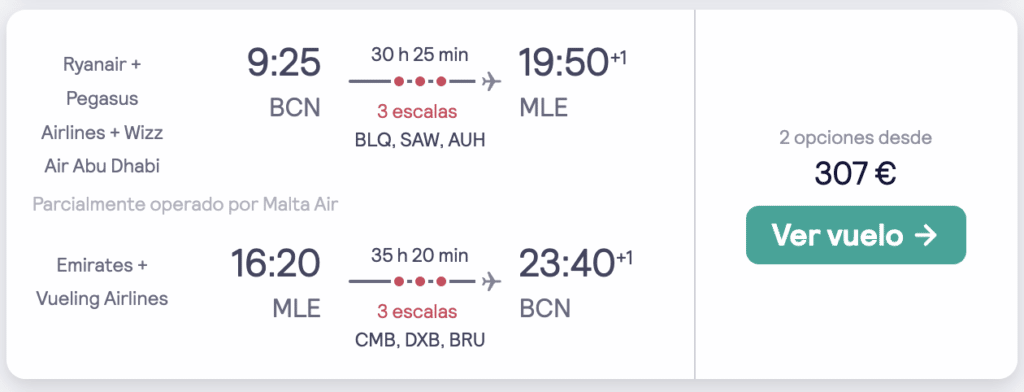 Ryanair +
Pegasus
Airlines + Wizz
Air Abu Dhabi
9:25
BCN
30 h 25 min
3 escalas
BLQ, SAW, AUH
19:50+1
MLE
Parcialmente operado por Malta Air
Emirates +
Vueling Airlines
16:20
MLE
35 h 20 min
3 escalas
CMB, DXB, BRU
23:40+1
BCN
2 opciones desde
307 €
Ver vuelo →